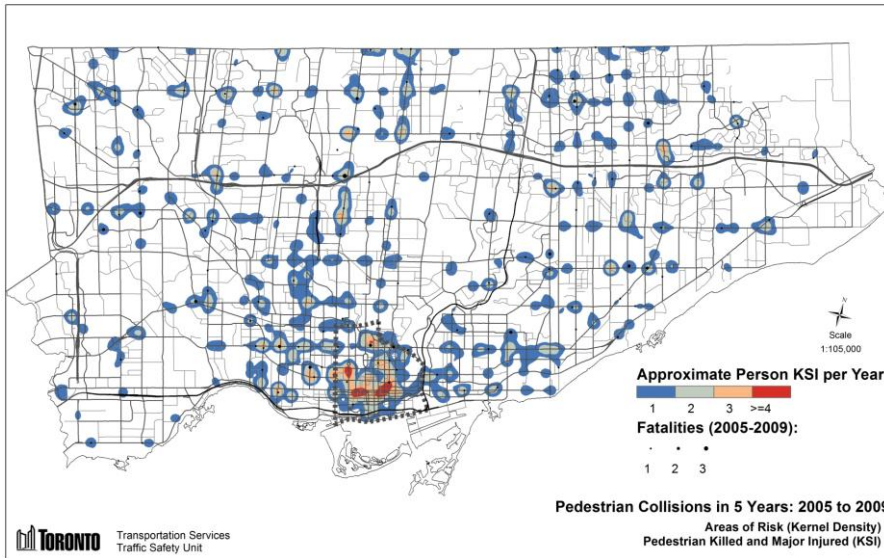 N
Scale
1:105,000
Approximate Person KSI per Year
1 2 3 >=4
Fatalities (2005-2009):
1 2 3
Pedestrian Collisions in 5 Years: 2005 to 2009
Areas of Risk (Kernel Density)
Pedestrian Killed and Major Injured (KSI)
TORONTO
Transportation Services
Traffic Safety Unit